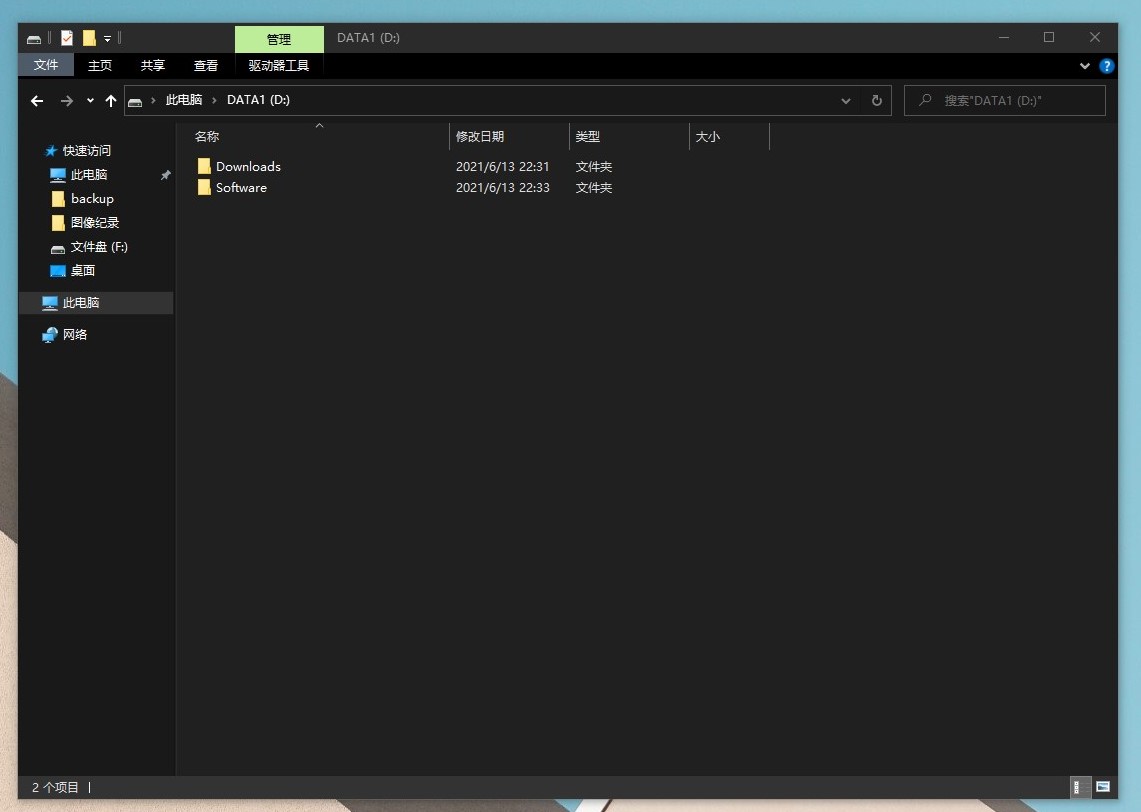 管理 DATA1 (D:)
文件 主页 共享 查看 驱动器工具
此电脑 DATA1 (D:) 搜索"DATA1 (D:)"
名称 修改日期 类型 大小
Downloads 2021/6/13 22:31 文件夹
Software 2021/6/13 22:33 文件夹
快速访问
此电脑
backup
图像纪录
文件盘 (F:)
桌面
此电脑
网络
2 个项目